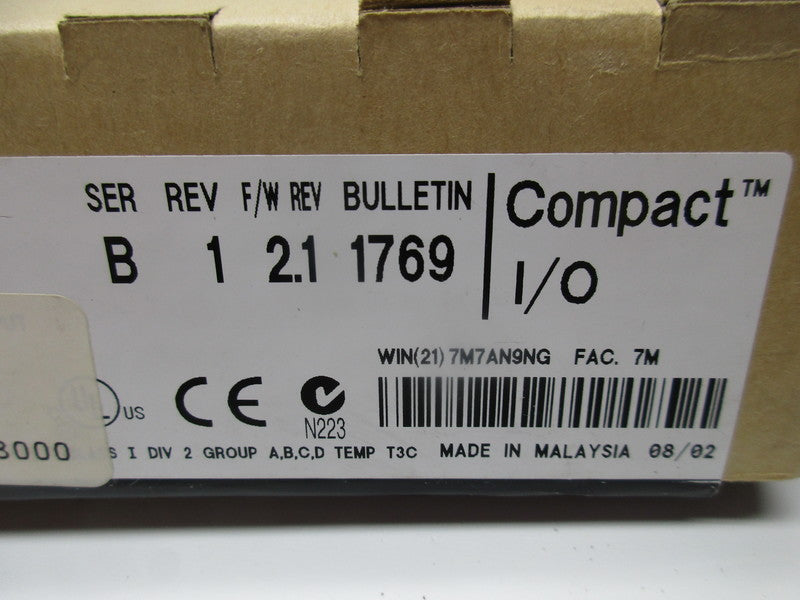 SER REV F/W REV BULLETIN
B 1 2.1 1769
Compact™
I/O
WIN(21) 7M7AN9NG FAC. 7M
US
CE
N223
8000
I DIV 2 GROUP A,B,C,D TEMP T3C MADE IN MALAYSIA 08/02